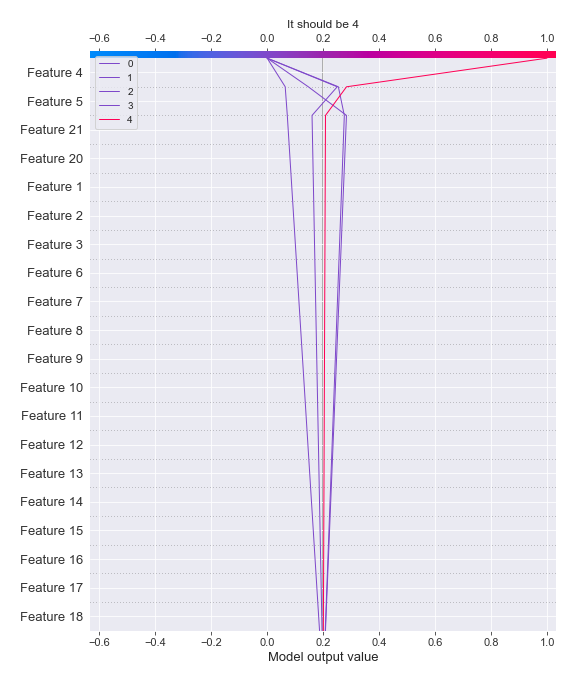 It should be 4
−0.6 −0.4 −0.2 0.0 0.2 0.4 0.6 0.8 1.0
0
1
2
3
4
Feature 4
Feature 5
Feature 21
Feature 20
Feature 1
Feature 2
Feature 3
Feature 6
Feature 7
Feature 8
Feature 9
Feature 10
Feature 11
Feature 12
Feature 13
Feature 14
Feature 15
Feature 16
Feature 17
Feature 18
−0.6 −0.4 −0.2 0.0 0.2 0.4 0.6 0.8 1.0
Model output value